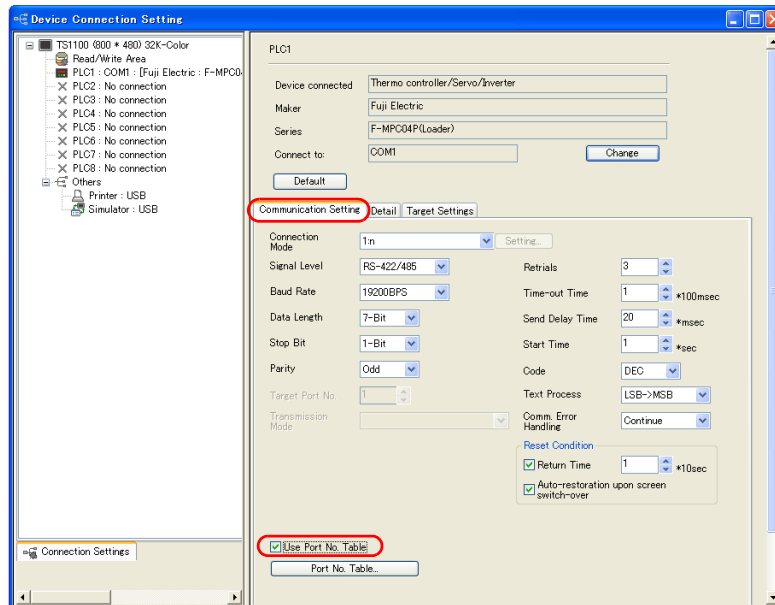 Device Connection Setting
TS1100 (800 * 480) 32K-Color
Read/Write Area
PLC1 : COM1 : [Fuji Electric : F-MPC04
PLC2 : No connection
PLC3 : No connection
PLC4 : No connection
PLC5 : No connection
PLC6 : No connection
PLC7 : No connection
PLC8 : No connection
Others
Printer : USB
Simulator : USB
Connection Settings
PLC1
Device connected Thermo controller/Servo/Inverter
Maker Fuji Electric
Series F-MPC04P(Loader)
Connect to: COM1 Change
Default
Communication Setting Detail Target Settings
Connection Mode 1:n Setting...
Signal Level RS-422/485
Baud Rate 19200BPS
Data Length 7-Bit
Stop Bit 1-Bit
Parity Odd
Target Port No. 1
Transmission
Mode
Retrials 3
Time-out Time 1 *100msec
Send Delay Time 20 *msec
Start Time 1 *sec
Code DEC
Text Process LSB->MSB
Comm. Error
Handling Continue
Reset Condition
Return Time 1 *10sec
Auto-restoration upon screen
switch-over
Use Port No. Table
Port No. Table...